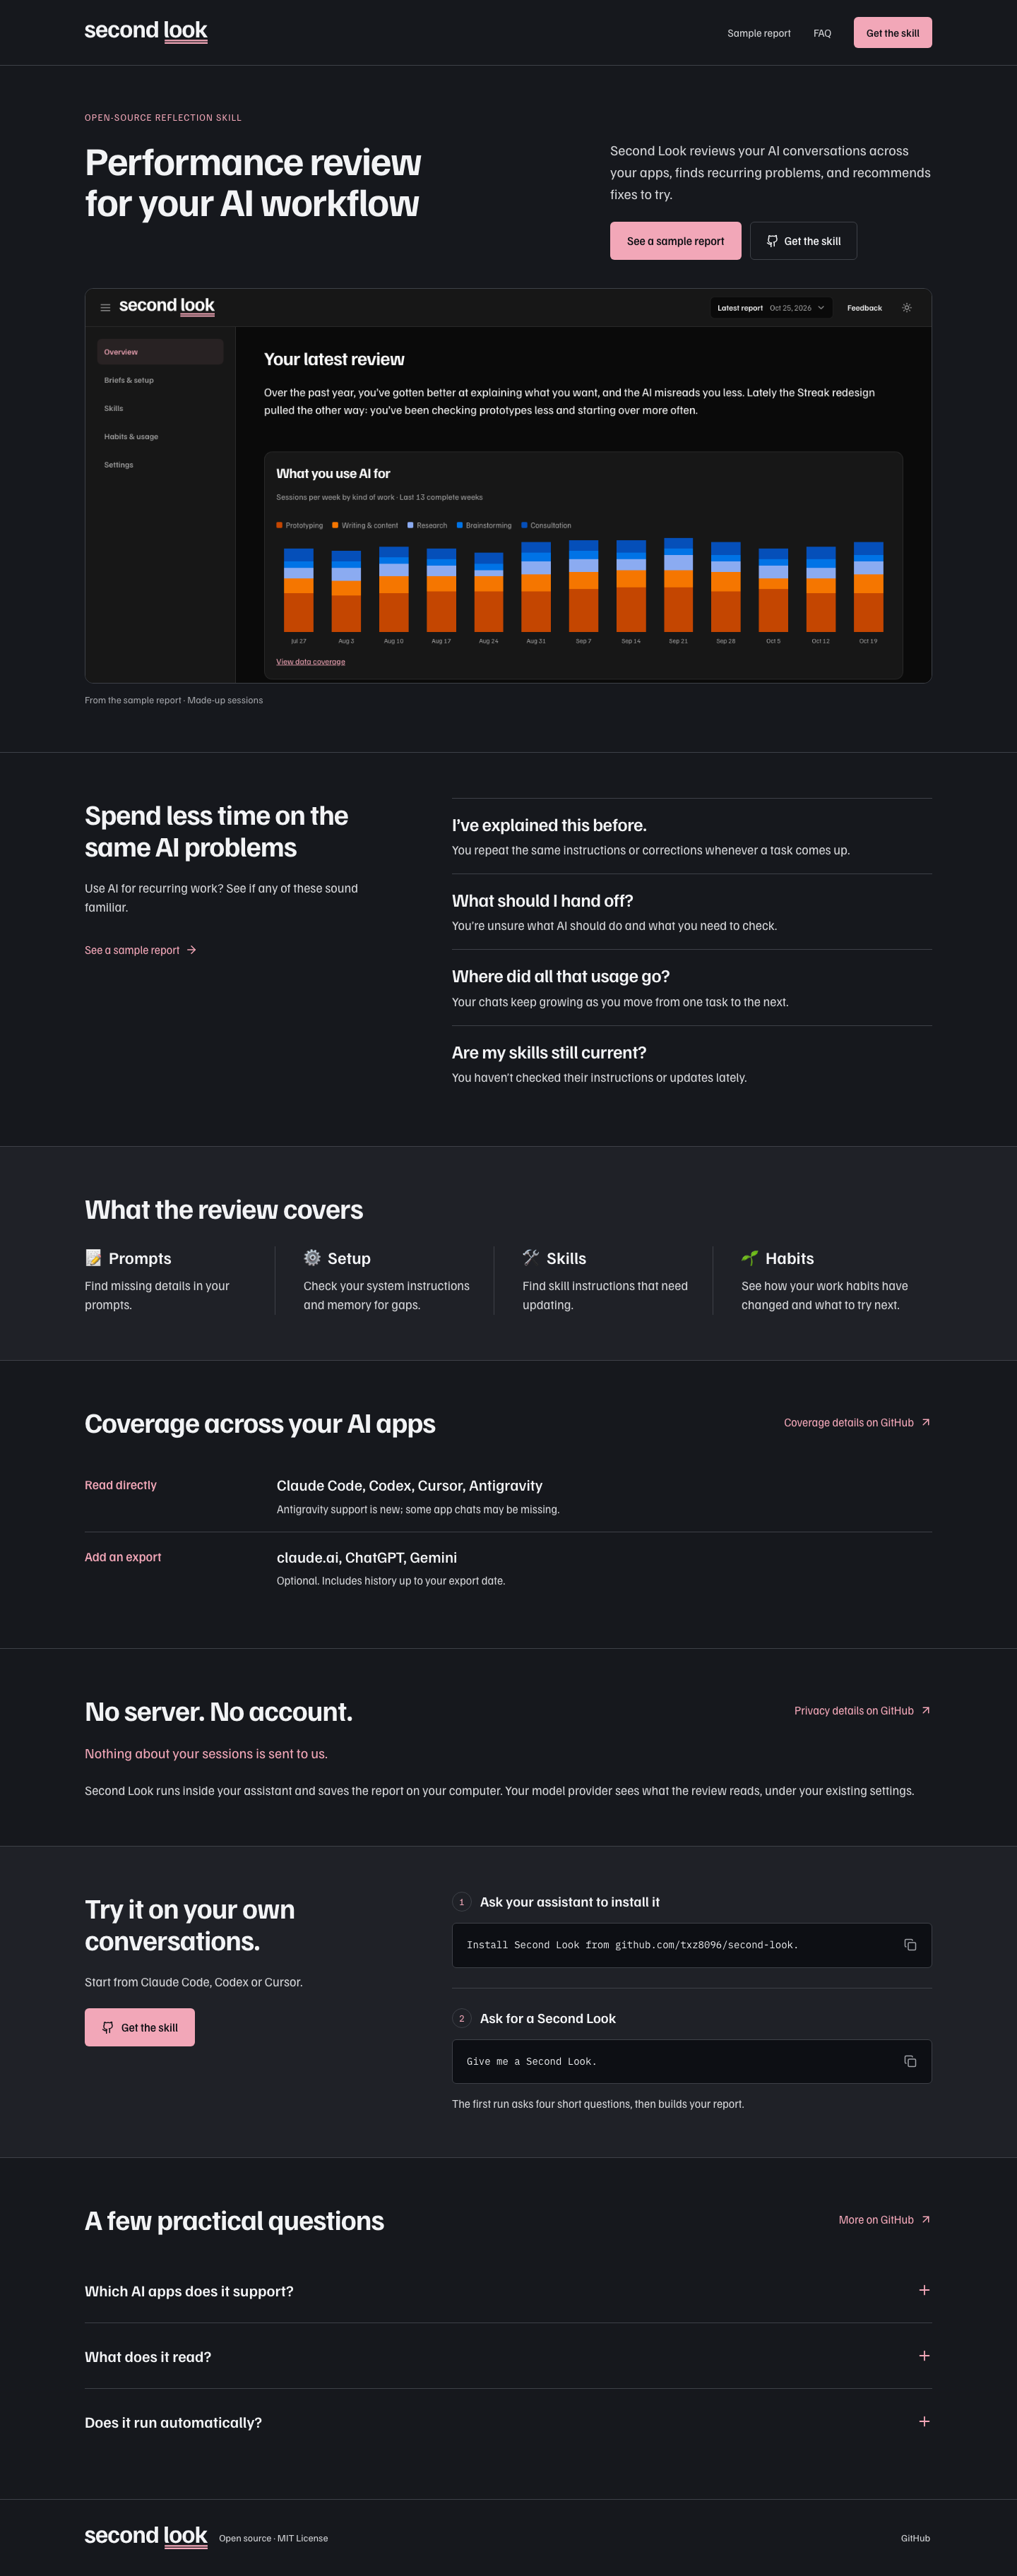 second look
Sample report
FAQ
Get the skill
OPEN-SOURCE REFLECTION SKILL
Performance review
for your AI workflow
Second Look reviews your AI conversations across
your apps, finds recurring problems, and recommends
fixes to try.
See a sample report
Get the skill
second look
Latest report Oct 25, 2026
Feedback
Overview
Briefs & setup
Skills
Habits & usage
Settings
Your latest review
Over the past year, you've gotten better at explaining what you want, and the AI misreads you less. Lately the Streak redesign
pulled the other way: you've been checking prototypes less and starting over more often.
What you use AI for
Sessions per week by kind of work · Last 13 complete weeks
Prototyping Writing & content Research Brainstorming Consultation
Jul 27 Aug 3 Aug 10 Aug 17 Aug 24 Aug 31 Sep 7 Sep 14 Sep 21 Sep 28 Oct 5 Oct 12 Oct 19
View data coverage
From the sample report · Made-up sessions
Spend less time on the
same AI problems
Use AI for recurring work? See if any of these sound
familiar.
See a sample report
I've explained this before.
You repeat the same instructions or corrections whenever a task comes up.
What should I hand off?
You're unsure what AI should do and what you need to check.
Where did all that usage go?
Your chats keep growing as you move from one task to the next.
Are my skills still current?
You haven't checked their instructions or updates lately.
What the review covers
Prompts
Find missing details in your
prompts.
Setup
Check your system instructions
and memory for gaps.
Skills
Find skill instructions that need
updating.
Habits
See how your work habits have
changed and what to try next.
Coverage across your AI apps
Coverage details on GitHub
Read directly
Claude Code, Codex, Cursor, Antigravity
Antigravity support is new; some app chats may be missing.
Add an export
claude.ai, ChatGPT, Gemini
Optional. Includes history up to your export date.
No server. No account.
Privacy details on GitHub
Nothing about your sessions is sent to us.
Second Look runs inside your assistant and saves the report on your computer. Your model provider sees what the review reads, under your existing settings.
Try it on your own
conversations.
Start from Claude Code, Codex or Cursor.
Get the skill
1 Ask your assistant to install it
Install Second Look from github.com/txz8096/second-look.
2 Ask for a Second Look
Give me a Second Look.
The first run asks four short questions, then builds your report.
A few practical questions
More on GitHub
Which AI apps does it support?
What does it read?
Does it run automatically?
second look
Open source · MIT License
GitHub